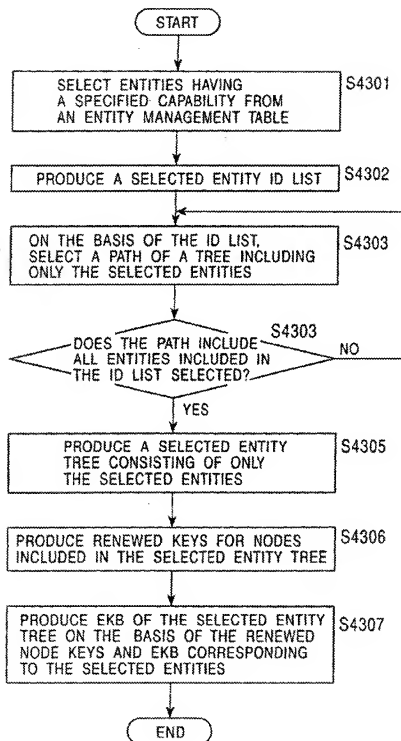 START
SELECT ENTITIES HAVING
A SPECIFIED CAPABILITY FROM
AN ENTITY MANAGEMENT TABLE
S4301
PRODUCE A SELECTED ENTITY ID LIST
S4302
ON THE BASIS OF THE ID LIST,
SELECT A PATH OF A TREE INCLUDING
ONLY THE SELECTED ENTITIES
S4303
S4303
DOES THE PATH INCLUDE
ALL ENTITIES INCLUDED IN
THE ID LIST SELECTED?
NO
YES
PRODUCE A SELECTED ENTITY
TREE CONSISTING OF ONLY
THE SELECTED ENTITIES
S4305
PRODUCE RENEWED KEYS FOR NODES
INCLUDED IN THE SELECTED ENTITY TREE
S4306
PRODUCE EKB OF THE SELECTED ENTITY
TREE ON THE BASIS OF THE RENEWED
NODE KEYS AND EKB CORRESPONDING
TO THE SELECTED ENTITIES
S4307
END